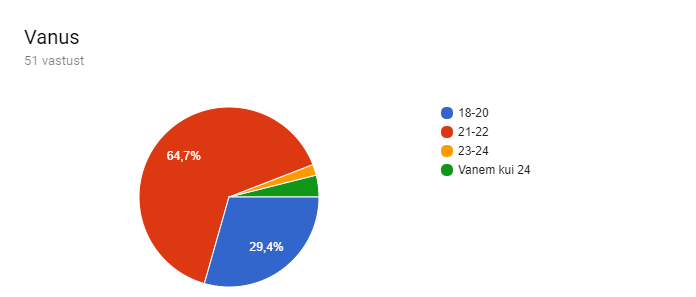 Vanus
51 vastust
18-20
21-22
23-24
Vanem kui 24
64,7%
29,4%